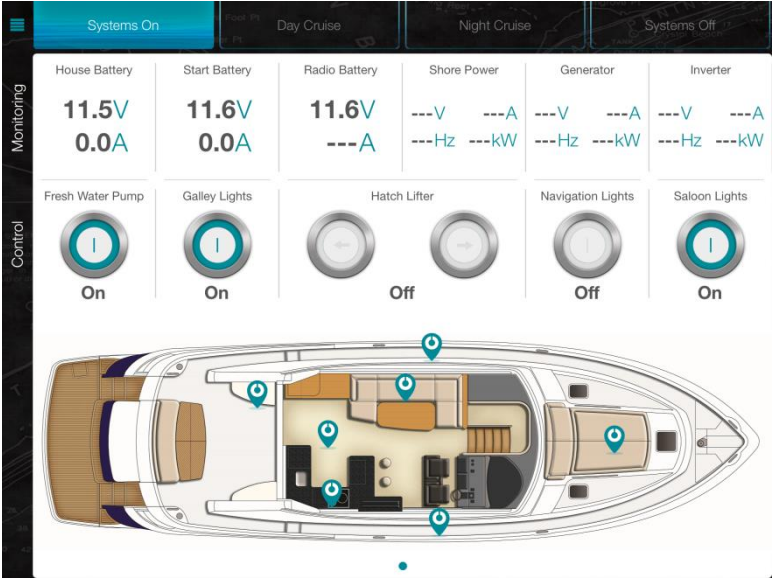 Systems On
Day Cruise
Night Cruise
Systems Off
Monitoring
House Battery
Start Battery
Radio Battery
Shore Power
Generator
Inverter
11.5V
11.6V
11.6V
---V ---A
---V ---A
---V ---A
0.0A
0.0A
---A
---Hz ---kW
---Hz ---kW
---Hz ---kW
Control
Fresh Water Pump
Galley Lights
Hatch Lifter
Navigation Lights
Saloon Lights
On
On
Off
Off
On